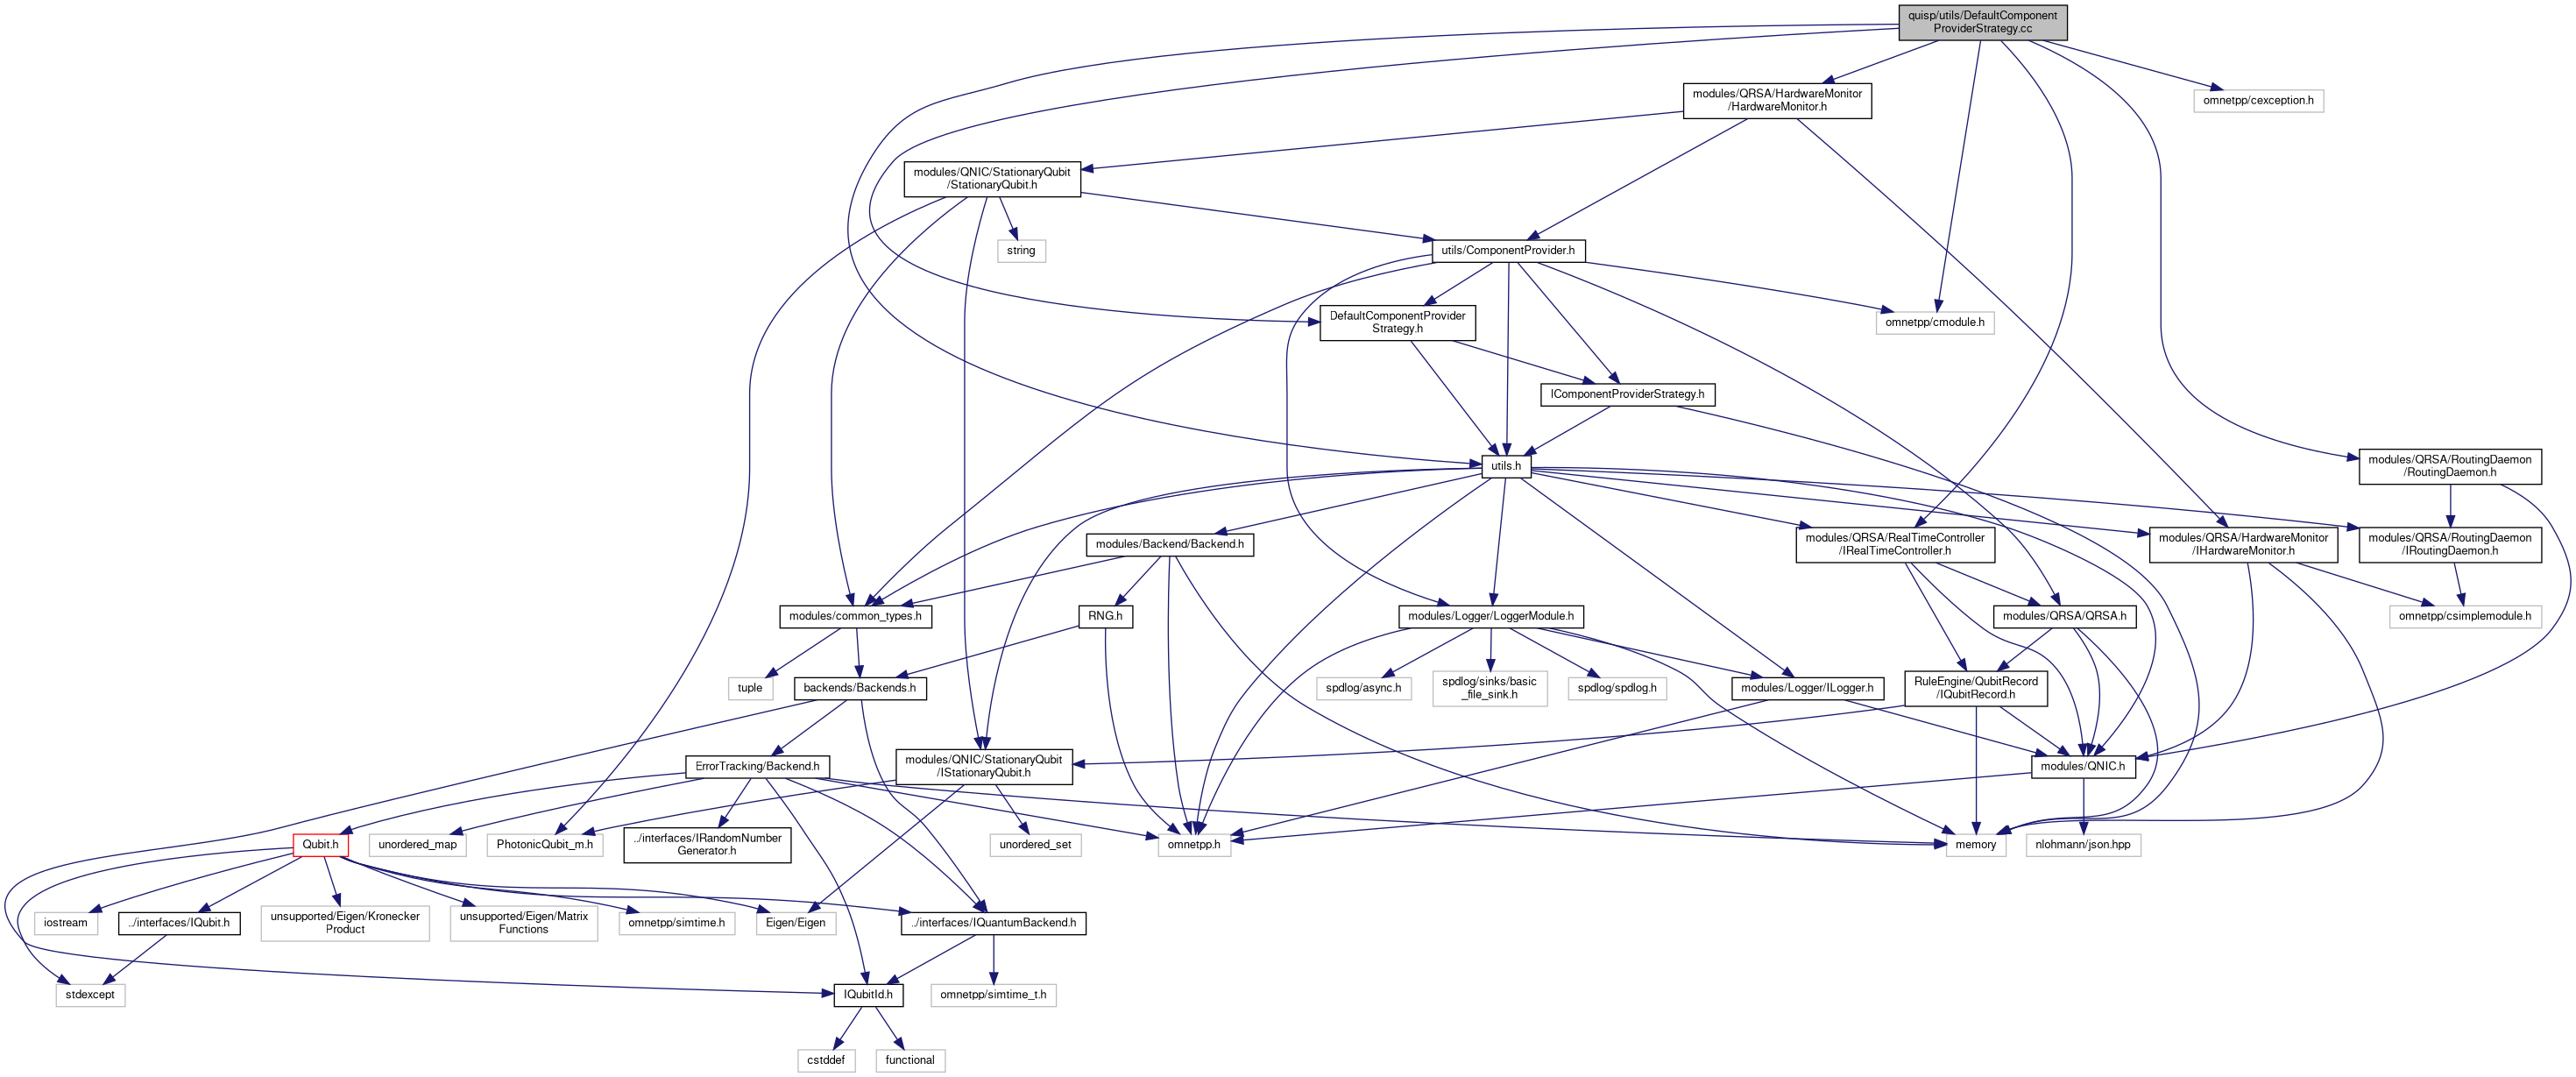 quisp/utils/DefaultComponent
ProviderStrategy.cc
modules/QRSA/HardwareMonitor
/HardwareMonitor.h
omnetpp/cexception.h
modules/QNIC/StationaryQubit
/StationaryQubit.h
string
utils/ComponentProvider.h
DefaultComponentProvider
Strategy.h
omnetpp/cmodule.h
IComponentProviderStrategy.h
utils.h
modules/QRSA/RoutingDaemon
/RoutingDaemon.h
modules/Backend/Backend.h
modules/QRSA/RealTimeController
/IRealTimeController.h
modules/QRSA/HardwareMonitor
/IHardwareMonitor.h
modules/QRSA/RoutingDaemon
/IRoutingDaemon.h
modules/common_types.h
RNG.h
modules/Logger/LoggerModule.h
modules/QRSA/QRSA.h
omnetpp/csimplemodule.h
tuple
backends/Backends.h
spdlog/async.h
spdlog/sinks/basic
_file_sink.h
spdlog/spdlog.h
modules/Logger/ILogger.h
RuleEngine/QubitRecord
/IQubitRecord.h
ErrorTracking/Backend.h
modules/QNIC/StationaryQubit
/IStationaryQubit.h
modules/QNIC.h
Qubit.h
unordered_map
PhotonicQubit_m.h
../interfaces/IRandomNumber
Generator.h
unordered_set
omnetpp.h
memory
nlohmann/json.hpp
iostream
../interfaces/IQubit.h
unsupported/Eigen/Kronecker
Product
unsupported/Eigen/Matrix
Functions
omnetpp/simtime.h
Eigen/Eigen
../interfaces/IQuantumBackend.h
stdexcept
IQubitId.h
omnetpp/simtime_t.h
cstddef
functional